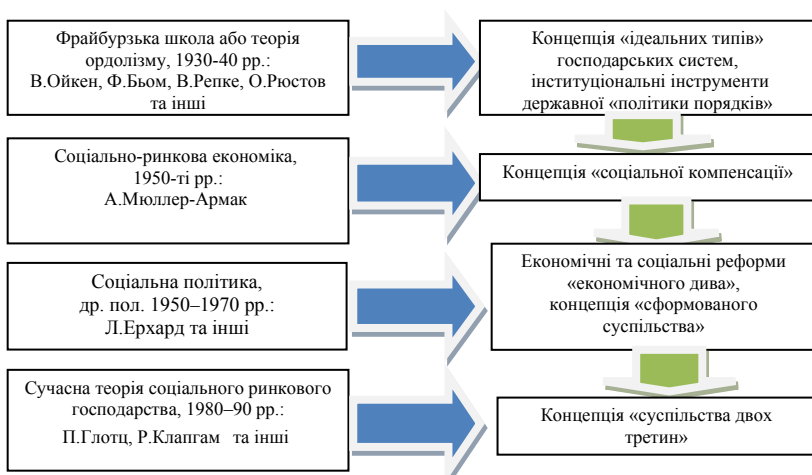 Фрайбурзька школа або теорія
ордолізму, 1930-40 рр.:
В.Ойкен, Ф.Бьом, В.Репке, О.Рюстов
та інші
Концепція «ідеальних типів»
господарських систем,
інституціональні інструменти
державної «політики порядків»
Соціально-ринкова економіка,
1950-ті рр.:
А.Мюллер-Армак
Концепція «соціальної компенсації»
Соціальна політика,
др. пол. 1950–1970 рр.:
Л.Ерхард та інші
Економічні та соціальні реформи
«економічного дива»,
концепція «сформованого
суспільства»
Сучасна теорія соціального ринкового
господарства, 1980–90 рр.:
П.Глотц, Р.Клапгам та інші
Концепція «суспільства двох
третин»